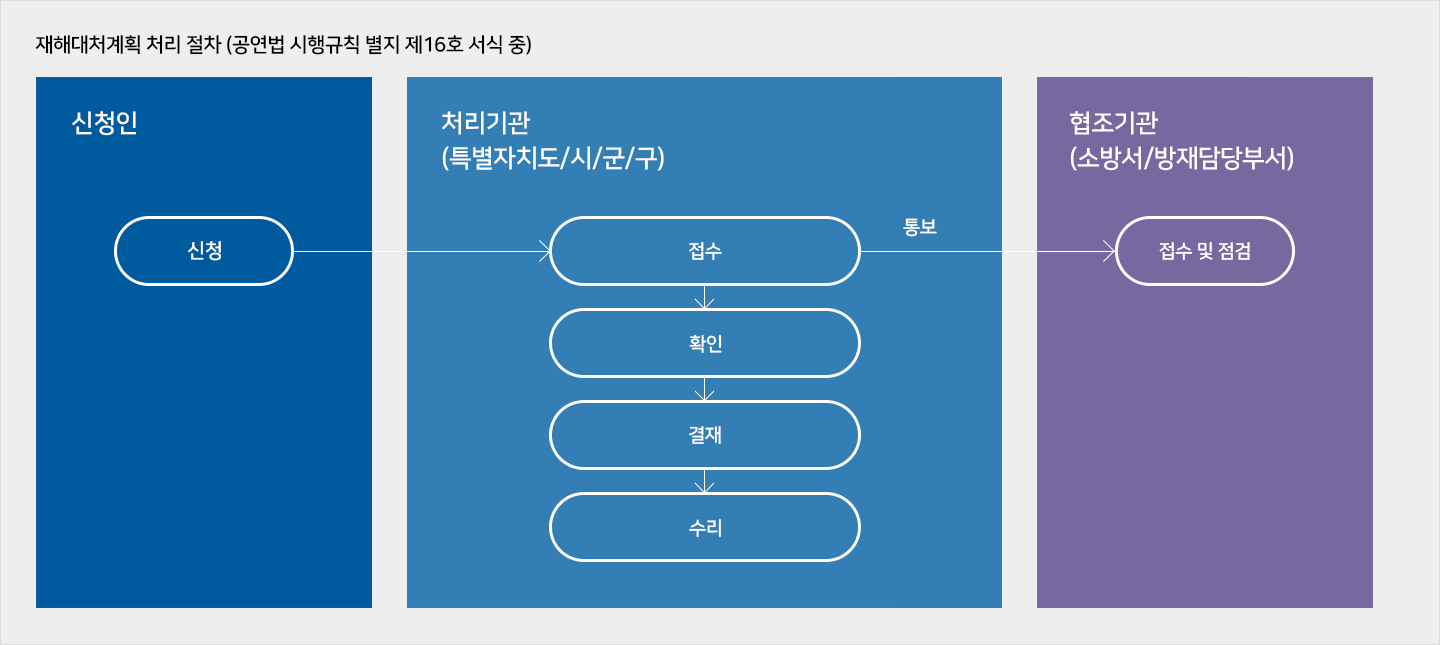 재해대처계획 처리 절차 (공연법 시행규칙 별지 제16호 서식 중)
신청인
신청
처리기관
(특별자치도/시/군/구)
접수
통보
확인
결재
수리
협조기관
(소방서/방재담당부서)
접수 및 점검